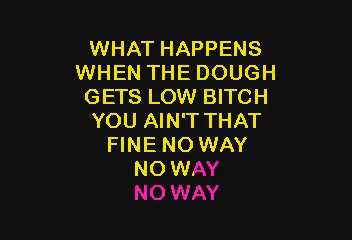 WHAT HAPPENS
WHEN THE DOUGH
GETS LOW BITCH
YOU AIN'T THAT
FINE NO WAY
NO WAY
NO WAY